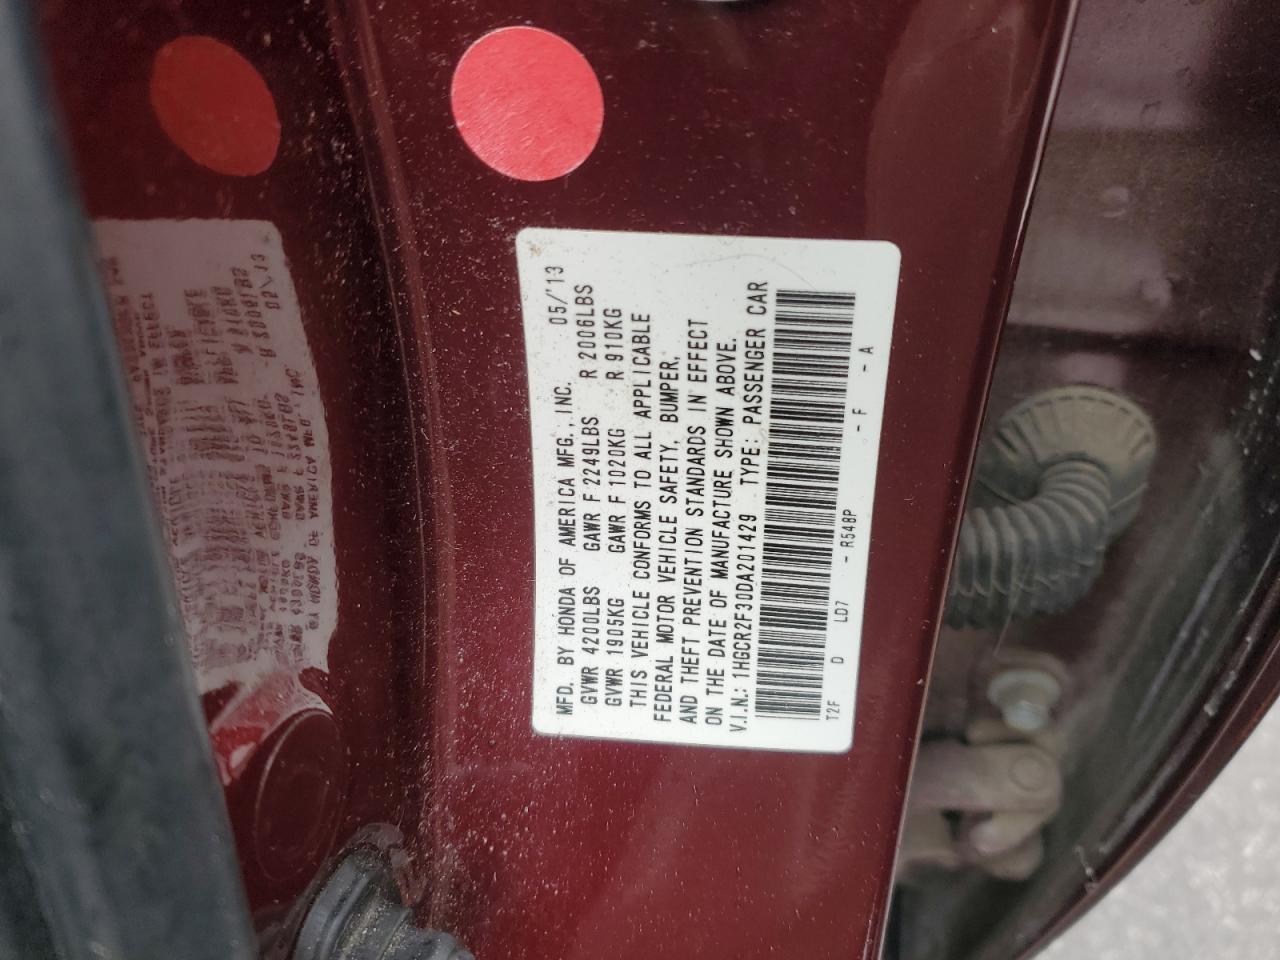 MFD. BY HONDA OF AMERICA MFG., INC. 05/'13
GVWR 4200LBS GAWR F 2249LBS R 2006LBS
GVWR 1905KG GAWR F 1020KG R 910KG
THIS VEHICLE CONFORMS TO ALL APPLICABLE
FEDERAL MOTOR VEHICLE SAFETY, BUMPER,
AND THEFT PREVENTION STANDARDS IN EFFECT
ON THE DATE OF MANUFACTURE SHOWN ABOVE.
V.I.N.: 1HGCR2F30DA201429 TYPE: PASSENGER CAR
T2F D LD7 - R548P - F - A